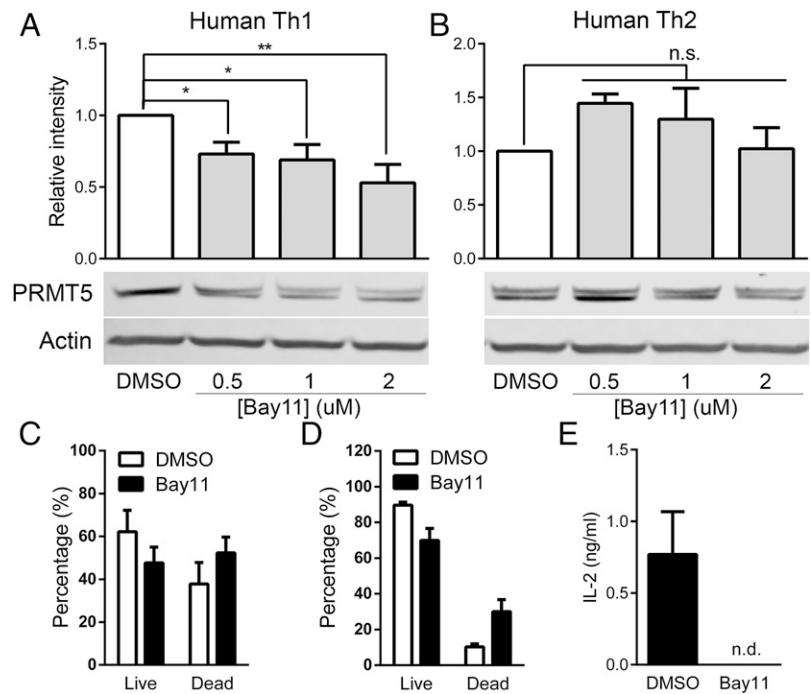 A Human Th1
B Human Th2
Relative intensity
1.5
1.0
0.5
0.0
*
*
**
2.0
1.5
1.0
0.5
0.0
n.s.
PRMT5
Actin
DMSO 0.5 1 2
[Bay11] (uM)
DMSO 0.5 1 2
[Bay11] (uM)
C
Percentage (%)
100
80
60
40
20
0
DMSO
Bay11
Live Dead
D
Percentage (%)
120
100
80
60
40
20
0
DMSO
Bay11
Live Dead
E
IL-2 (ng/ml)
1.5
1.0
0.5
0.0
n.d.
DMSO Bay11